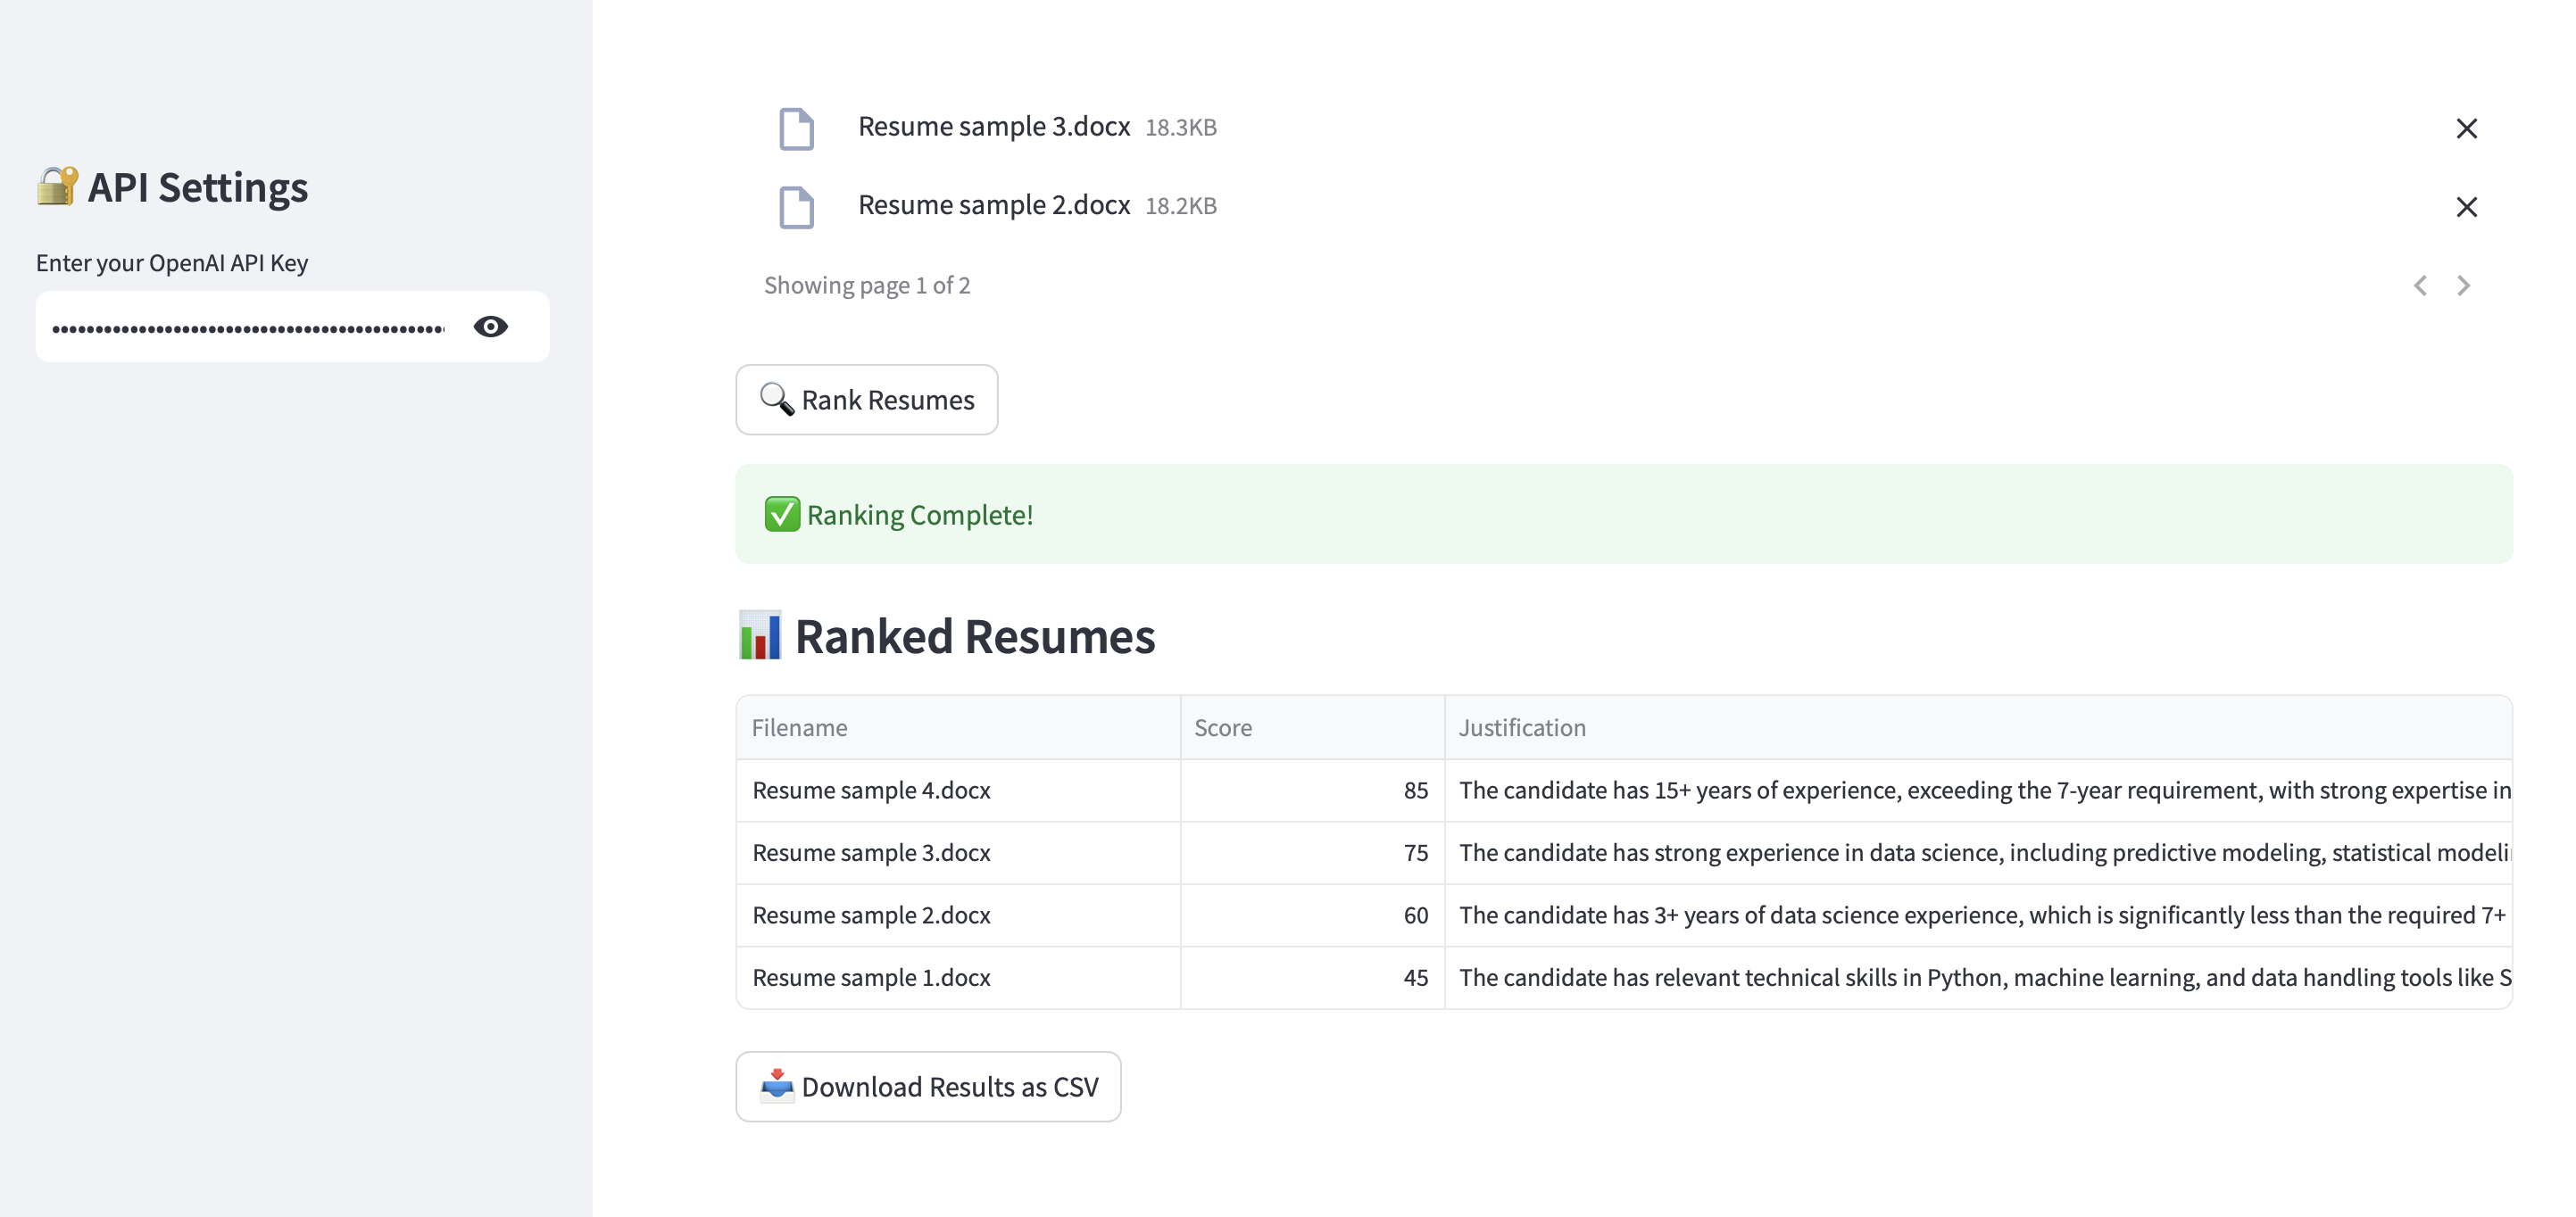 API Settings
Enter your OpenAI API Key
Resume sample 3.docx 18.3KB
Resume sample 2.docx 18.2KB
Showing page 1 of 2
Rank Resumes
Ranking Complete!
Ranked Resumes
Filename Score Justification
Resume sample 4.docx 85 The candidate has 15+ years of experience, exceeding the 7-year requirement, with strong expertise in
Resume sample 3.docx 75 The candidate has strong experience in data science, including predictive modeling, statistical
Resume sample 2.docx 60 The candidate has 3+ years of data science experience, which is significantly less than the required 7+
Resume sample 1.docx 45 The candidate has relevant technical skills in Python, machine learning, and data handling tools like
Download Results as CSV